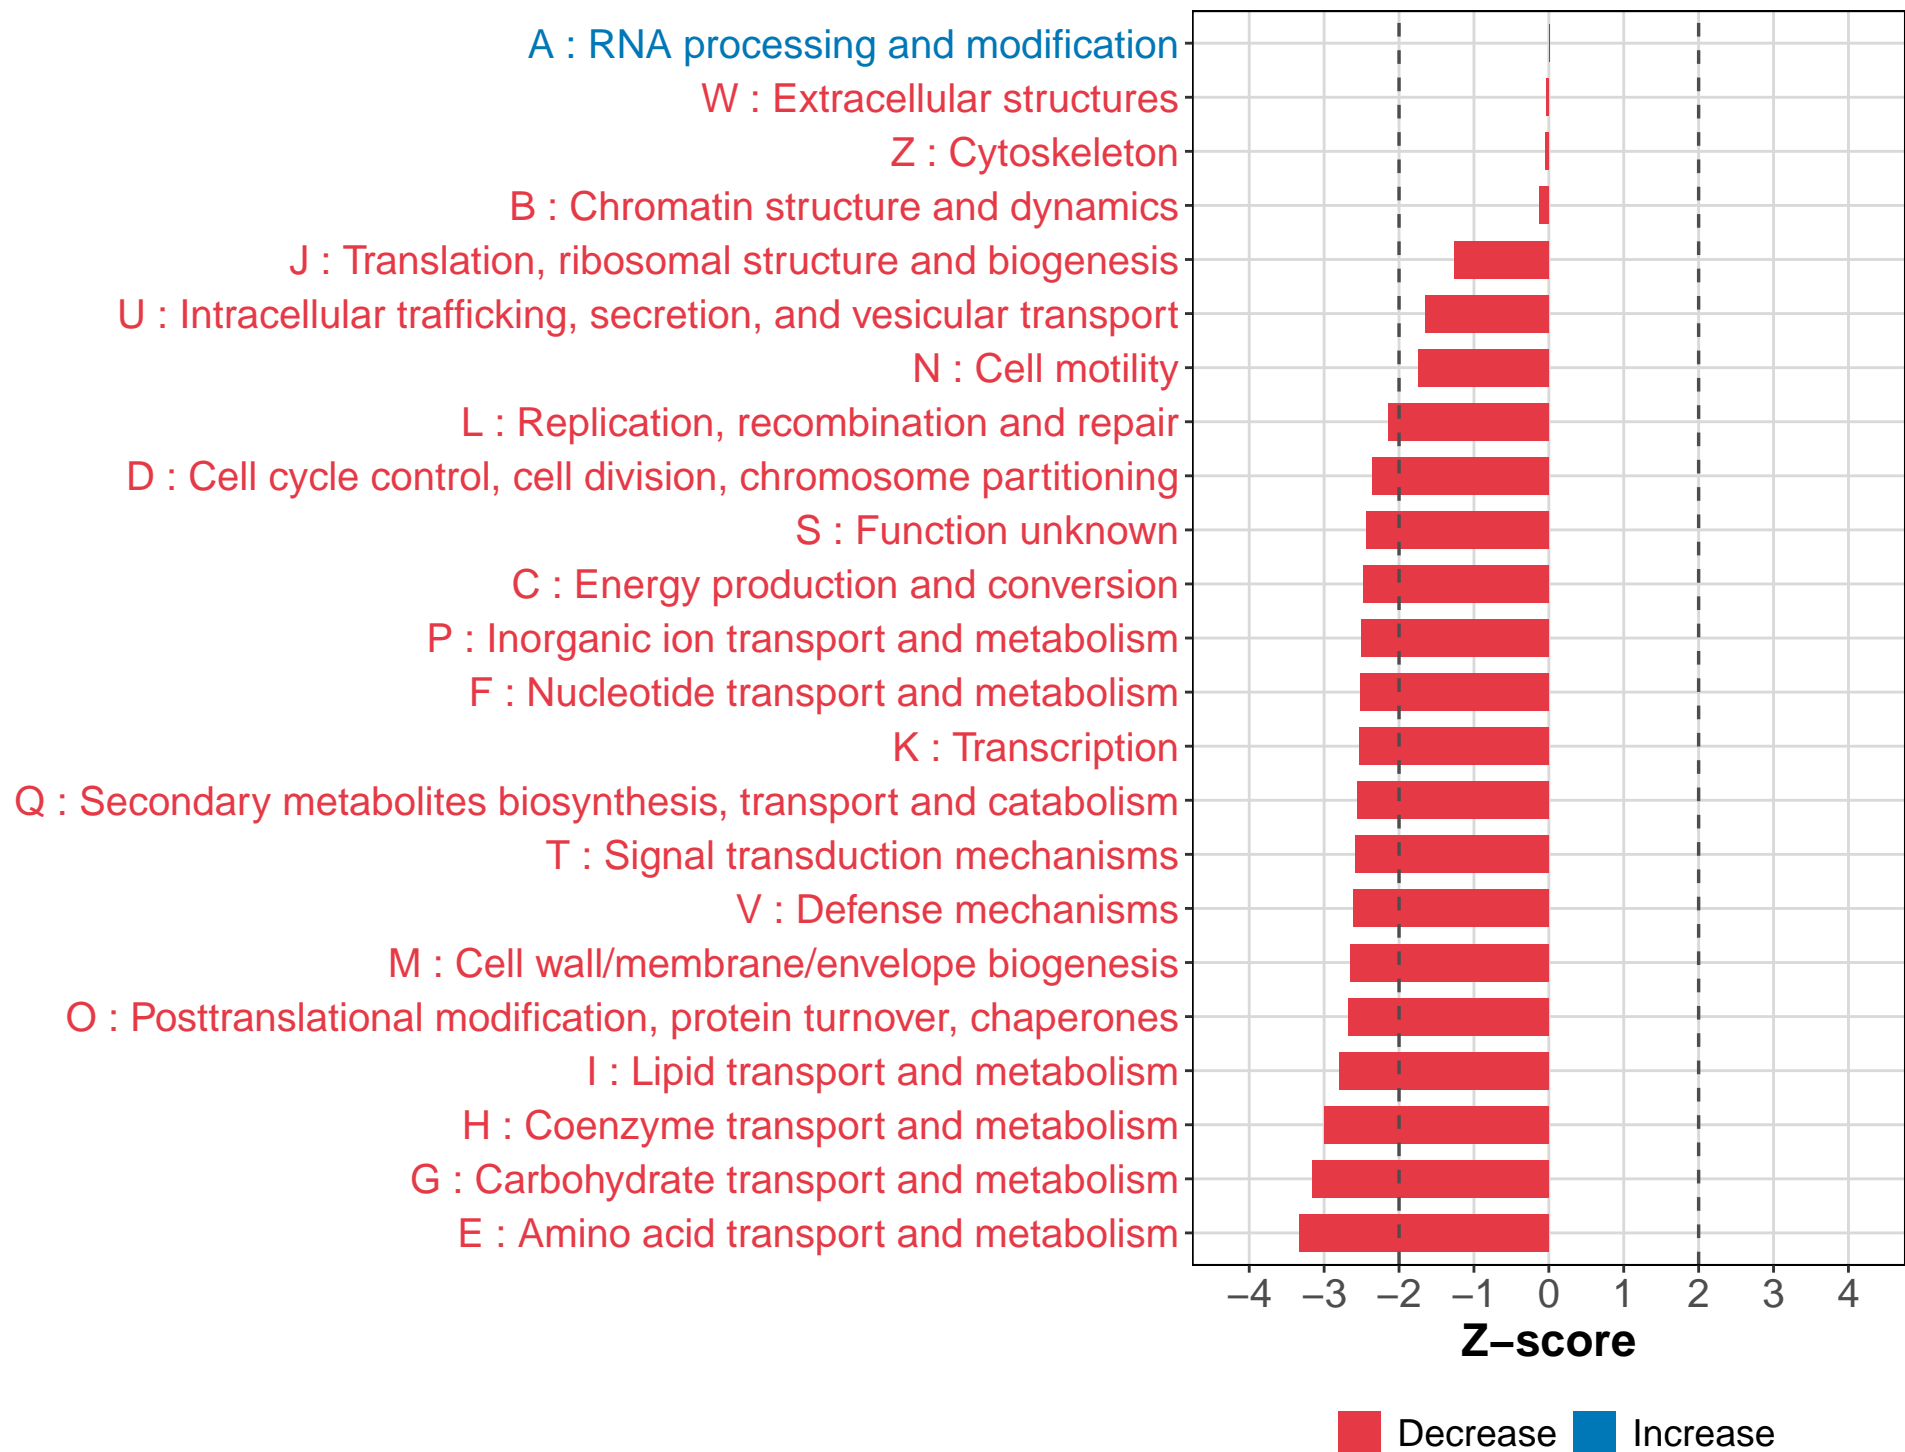 A : RNA processing and modification
W : Extracellular structures
Z : Cytoskeleton
B : Chromatin structure and dynamics
J : Translation, ribosomal structure and biogenesis
U : Intracellular trafficking, secretion, and vesicular transport
N : Cell motility
L : Replication, recombination and repair
D : Cell cycle control, cell division, chromosome partitioning
S : Function unknown
C : Energy production and conversion
P : Inorganic ion transport and metabolism
F : Nucleotide transport and metabolism
K : Transcription
Q : Secondary metabolites biosynthesis, transport and catabolism
T : Signal transduction mechanisms
V : Defense mechanisms
M : Cell wall/membrane/envelope biogenesis
O : Posttranslational modification, protein turnover, chaperones
I : Lipid transport and metabolism
H : Coenzyme transport and metabolism
G : Carbohydrate transport and metabolism
E : Amino acid transport and metabolism
−4 −3 −2 −1 0 1 2 3 4
Z−score
Decrease Increase